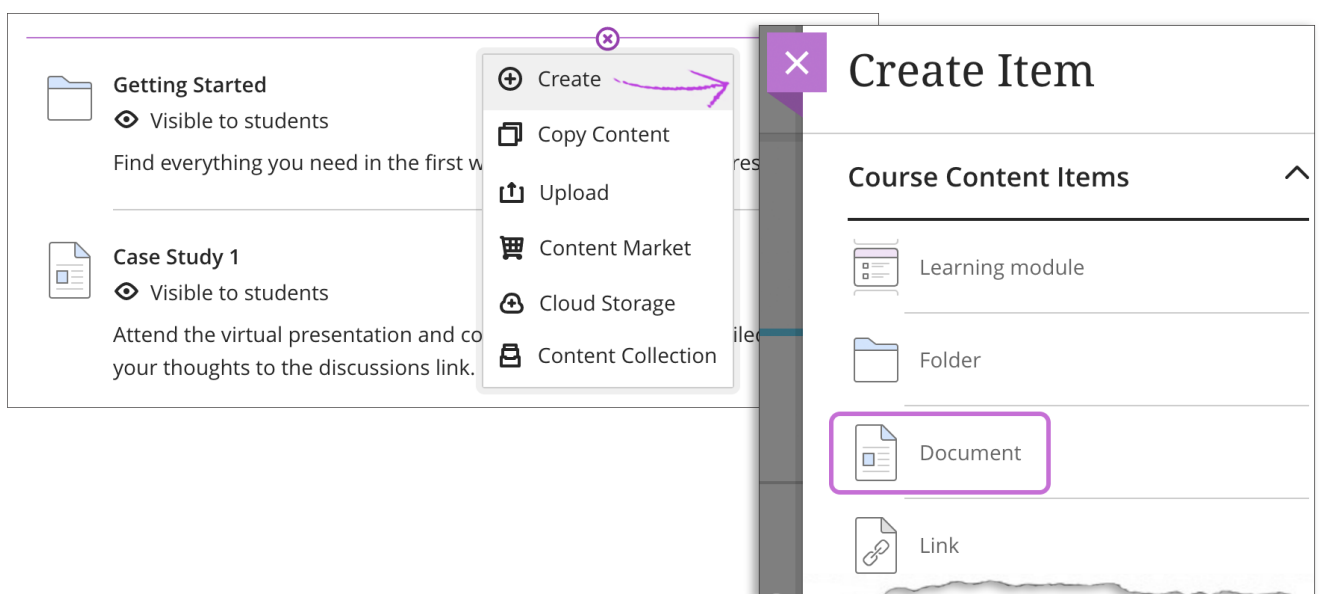 Getting Started
Visible to students
Find everything you need in the first
Case Study 1
Visible to students
Attend the virtual presentation and
your thoughts to the discussions link.
Create
Copy Content
Upload
Content Market
Cloud Storage
Content Collection
Create Item
Course Content Items
Learning module
Folder
Document
Link